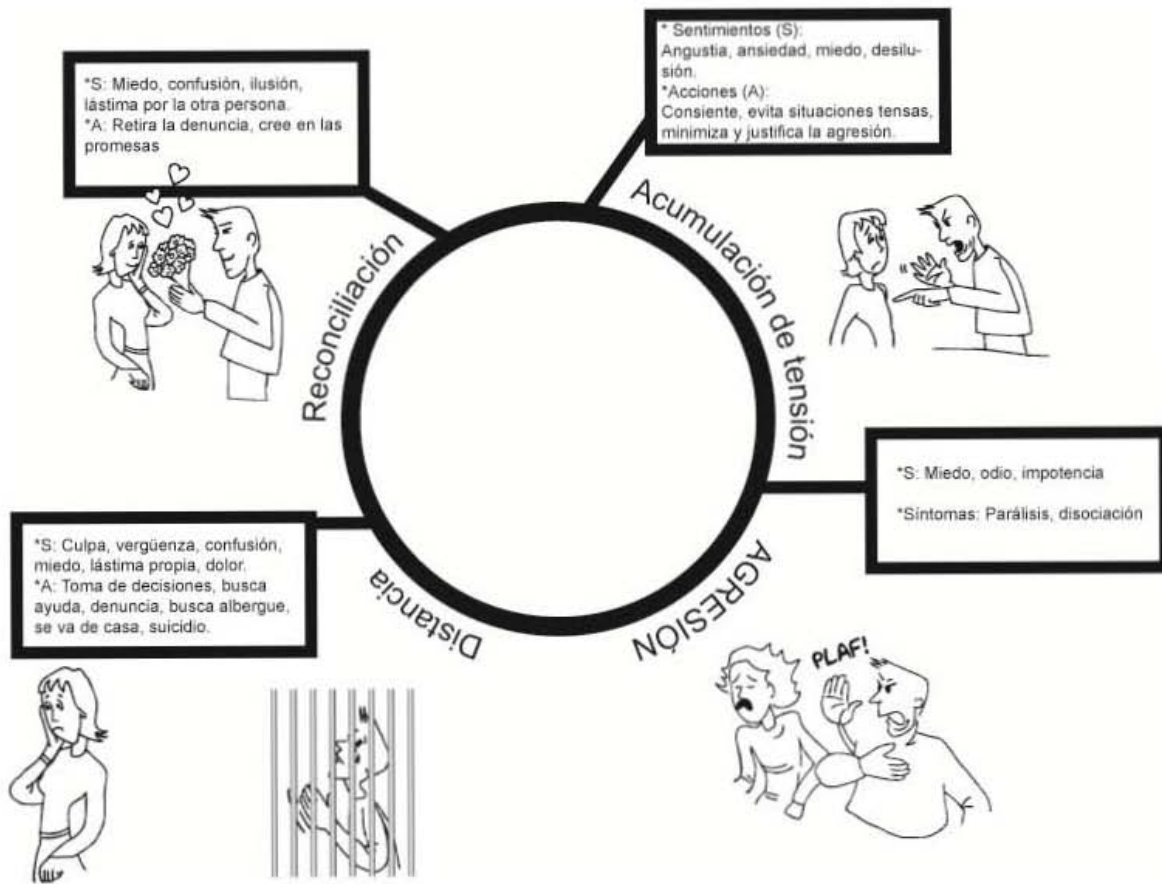 *S: Miedo, confusión, ilusión,
lástima por la otra persona.
*A: Retira la denuncia, cree en las
promesas
* Sentimientos (S):
Angustia, ansiedad, miedo, desilu-
sión.
*Acciones (A):
Consiente, evita situaciones tensas,
minimiza y justifica la agresión.
Reconciliación
Acumulación de tensión
*S: Culpa, vergüenza, confusión,
miedo, lástima propia, dolor.
*A: Toma de decisiones, busca
ayuda, denuncia, busca albergue,
se va de casa, suicidio.
*S: Miedo, odio, impotencia
*Síntomas: Parálisis, disociación
Distancia
AGRESIÓN
PLAF!